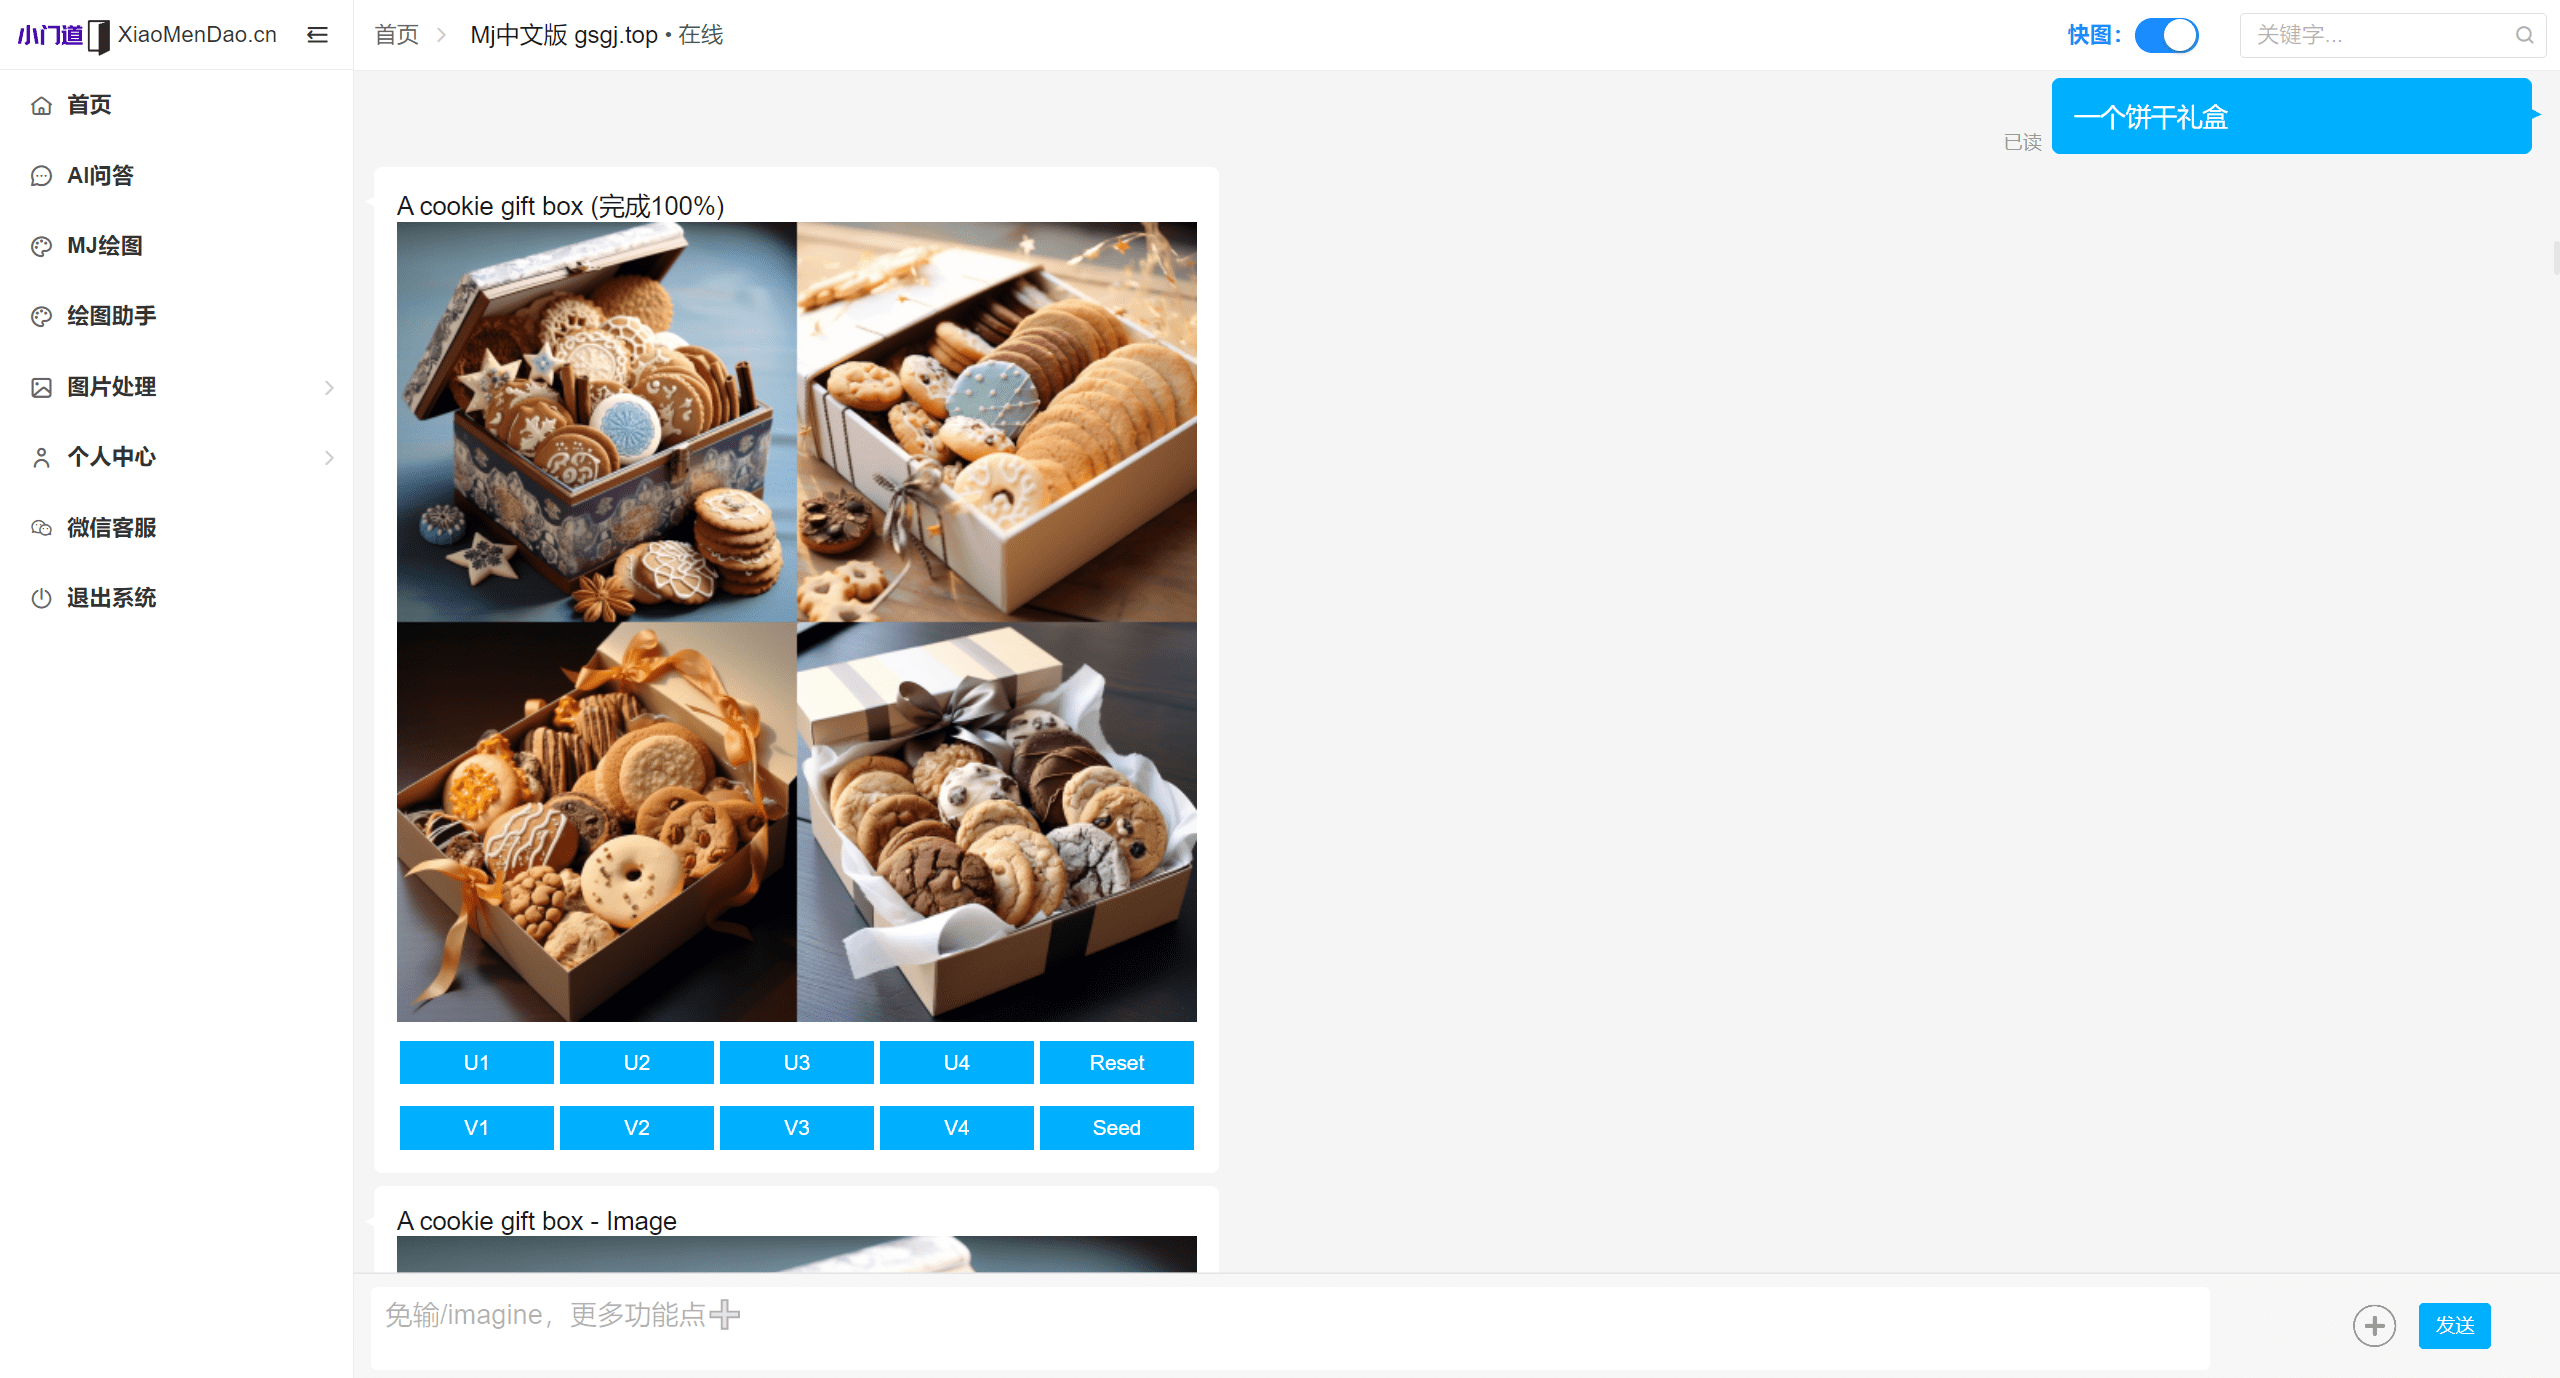 小门道 XiaoMenDao.cn
首页 Mj中文版 gsgj.top • 在线
快图：
关键字...
首页
AI问答
MJ绘图
绘图助手
图片处理
个人中心
微信客服
退出系统
一个饼干礼盒
已读
A cookie gift box (完成100%)
U1 U2 U3 U4 Reset
V1 V2 V3 V4 Seed
A cookie gift box - Image
免输/imagine，更多功能点➕
发送